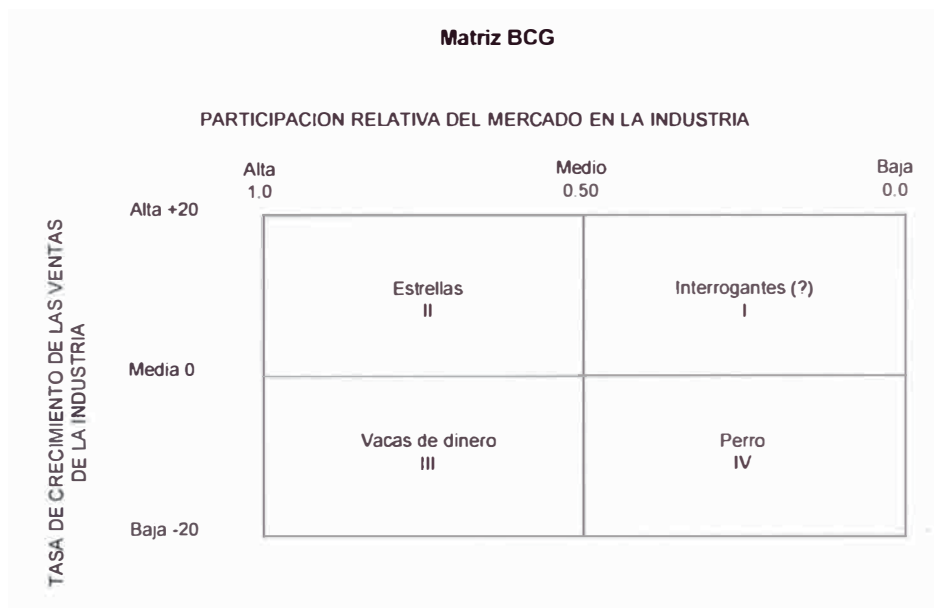 Matriz BCG
PARTICIPACION RELATIVA DEL MERCADO EN LA INDUSTRIA
Alta Medio Baja
1.0 0.50 0.0
TASA DE CRECIMIENTO DE LAS VENTAS
DE LA INDUSTRIA
Alta +20
Estrellas Interrogantes (?)
II I
Media 0
Vacas de dinero Perro
III IV
Baja -20